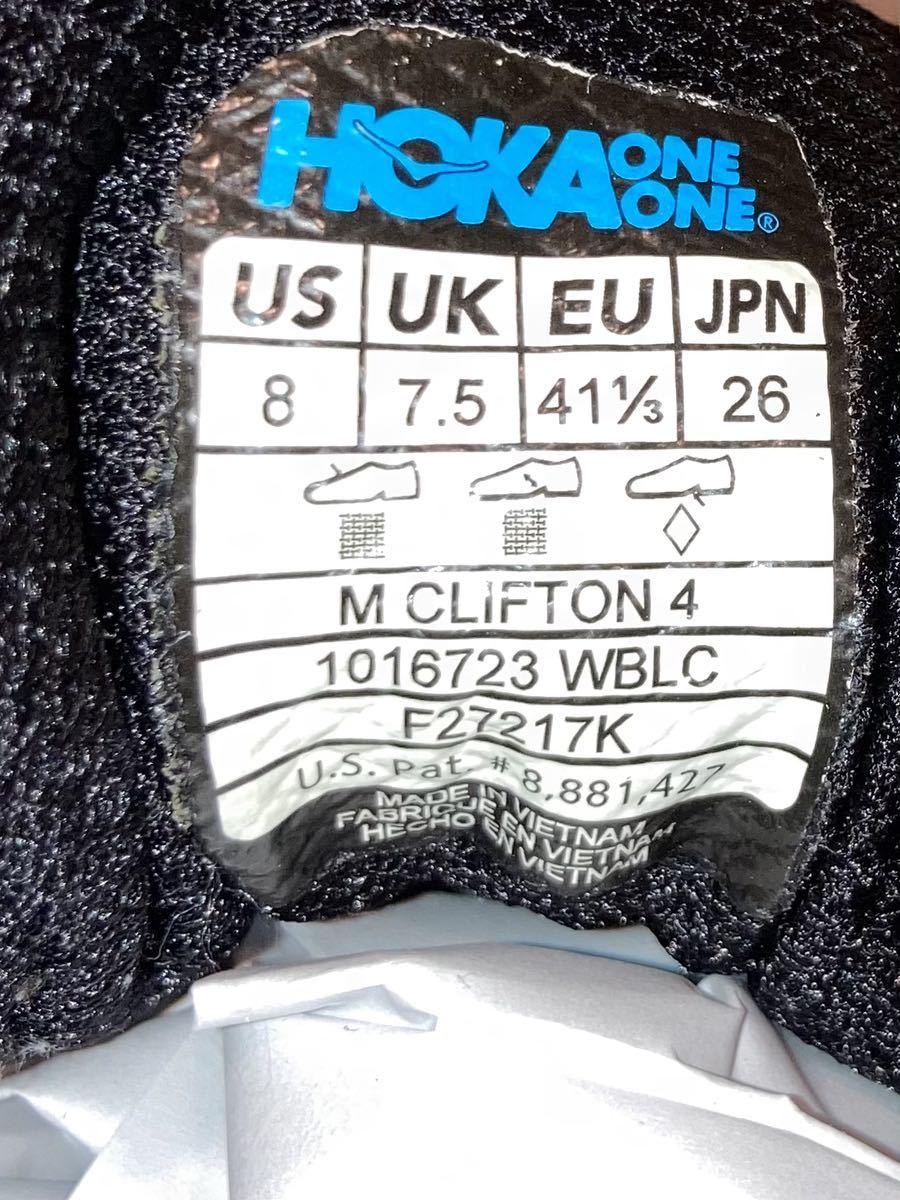 HOKA ONE ONE®
US UK EU JPN
8 7.5 41⅓ 26
M CLIFTON 4
1016723 WBLC
F27217K
U.S. Pat. # 8,881,427
MADE IN VIETNAM
FABRIQUE EN VIETNAM
HECHO EN VIETNAM